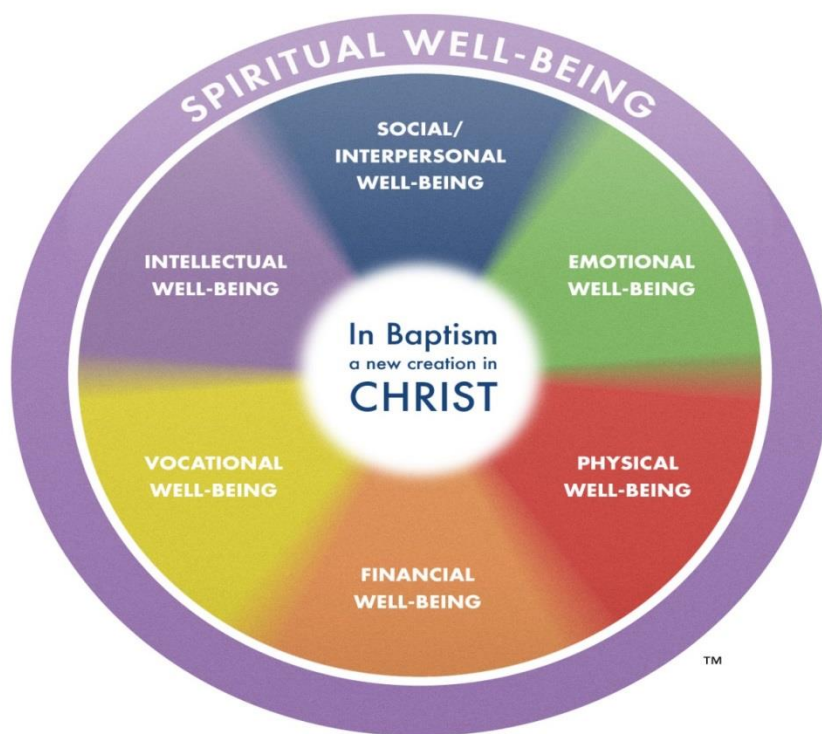 SPIRITUAL WELL-BEING
SOCIAL/
INTERPERSONAL
WELL-BEING
INTELLECTUAL
WELL-BEING
EMOTIONAL
WELL-BEING
In Baptism
a new creation in
CHRIST
VOCATIONAL
WELL-BEING
PHYSICAL
WELL-BEING
FINANCIAL
WELL-BEING
TM